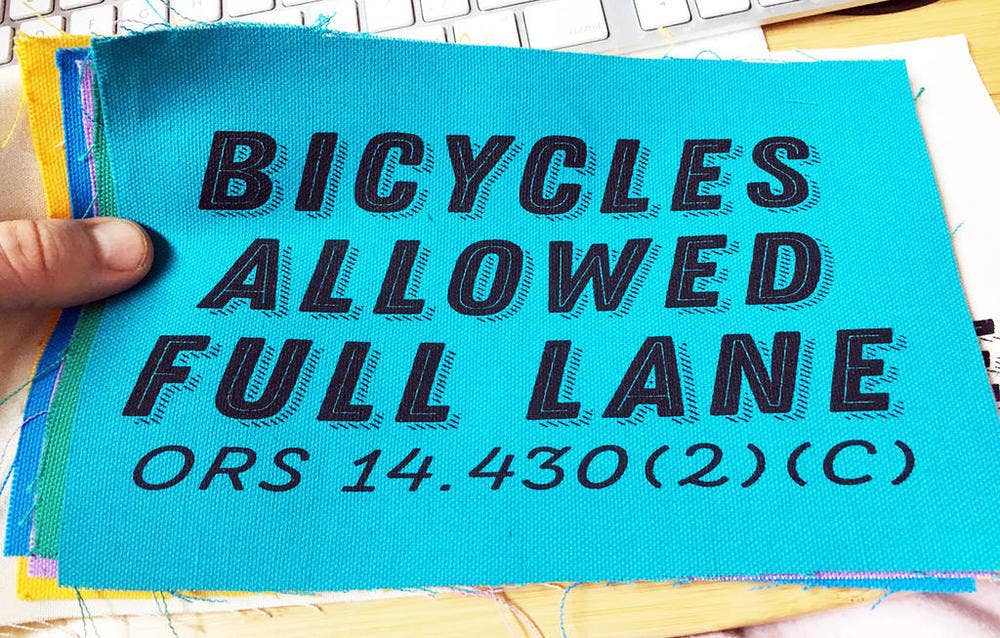 BICYCLES
ALLOWED
FULL LANE
ORS 14.430(2)(C)